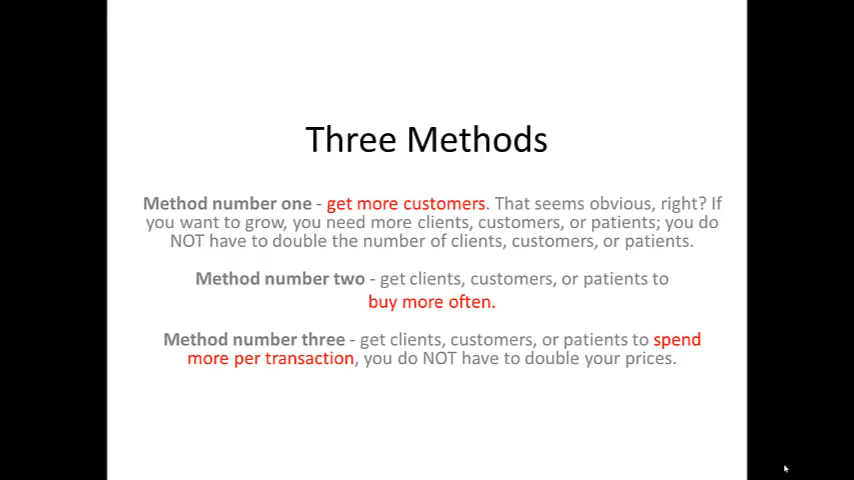 Three Methods
Method number one - get more customers. That seems obvious, right? If
you want to grow, you need more clients, customers, or patients; you do
NOT have to double the number of clients, customers, or patients.
Method number two - get clients, customers, or patients to
buy more often.
Method number three - get clients, customers, or patients to spend
more per transaction, you do NOT have to double your prices.